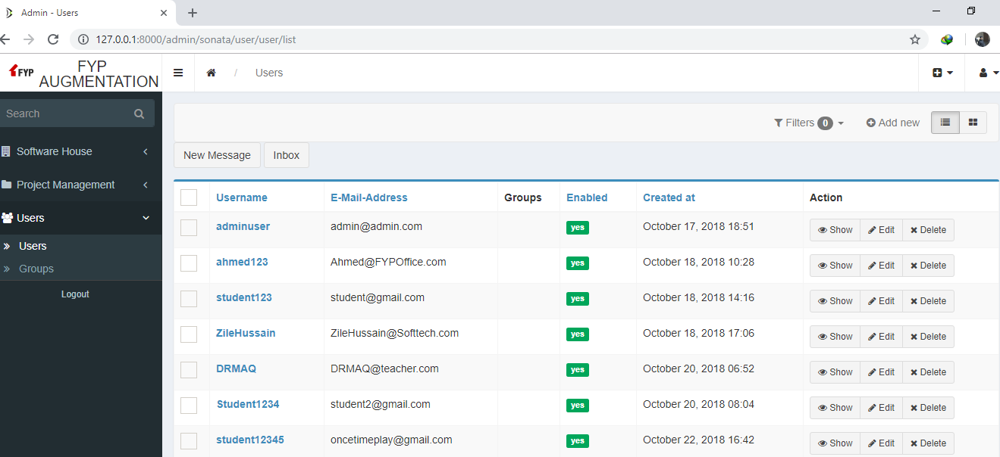 Admin - Users
127.0.0.1:8000/admin/sonata/user/user/list
FYP
FYP
AUGMENTATION
/ Users
Search
Filters 0 Add new
Software House
New Message Inbox
Project Management
Username E-Mail-Address Groups Enabled Created at Action
Users
adminuser admin@admin.com yes October 17, 2018 18:51 Show Edit Delete
Users
ahmed123 Ahmed@FYPOffice.com yes October 18, 2018 10:28 Show Edit Delete
Groups
Logout
student123 student@gmail.com yes October 18, 2018 14:16 Show Edit Delete
ZileHussain ZileHussain@Softtech.com yes October 18, 2018 17:06 Show Edit Delete
DRMAQ DRMAQ@teacher.com yes October 20, 2018 06:52 Show Edit Delete
Student1234 student2@gmail.com yes October 20, 2018 08:04 Show Edit Delete
student12345 oncetimeplay@gmail.com yes October 22, 2018 16:42 Show Edit Delete